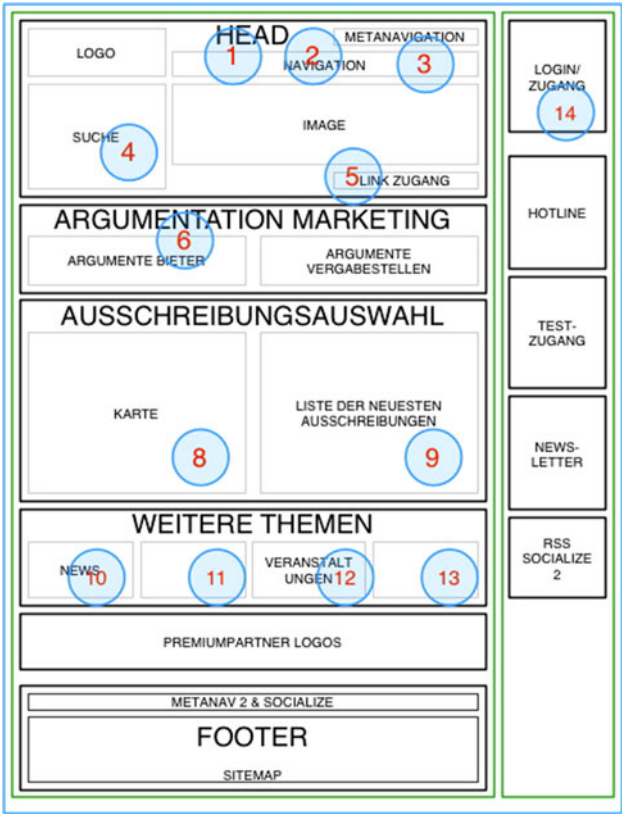 HEAD
LOGO
METANAVIGATION
1
2
3
NAVIGATION
SUCHE
4
IMAGE
5
LINK ZUGANG
ARGUMENTATION MARKETING
6
ARGUMENTE BIETER
ARGUMENTE
VERGABESTELLEN
AUSSCHREIBUNGSAUSWAHL
KARTE
8
LISTE DER NEUESTEN
AUSSCHREIBUNGEN
9
WEITERE THEMEN
NEWS
10
11
VERANSTALT
UNGEN
12
13
PREMIUMPARTNER LOGOS
METANAV 2 & SOCIALIZE
FOOTER
SITEMAP
LOGIN/
ZUGANG
14
HOTLINE
TEST-
ZUGANG
NEWS-
LETTER
RSS
SOCIALIZE
2